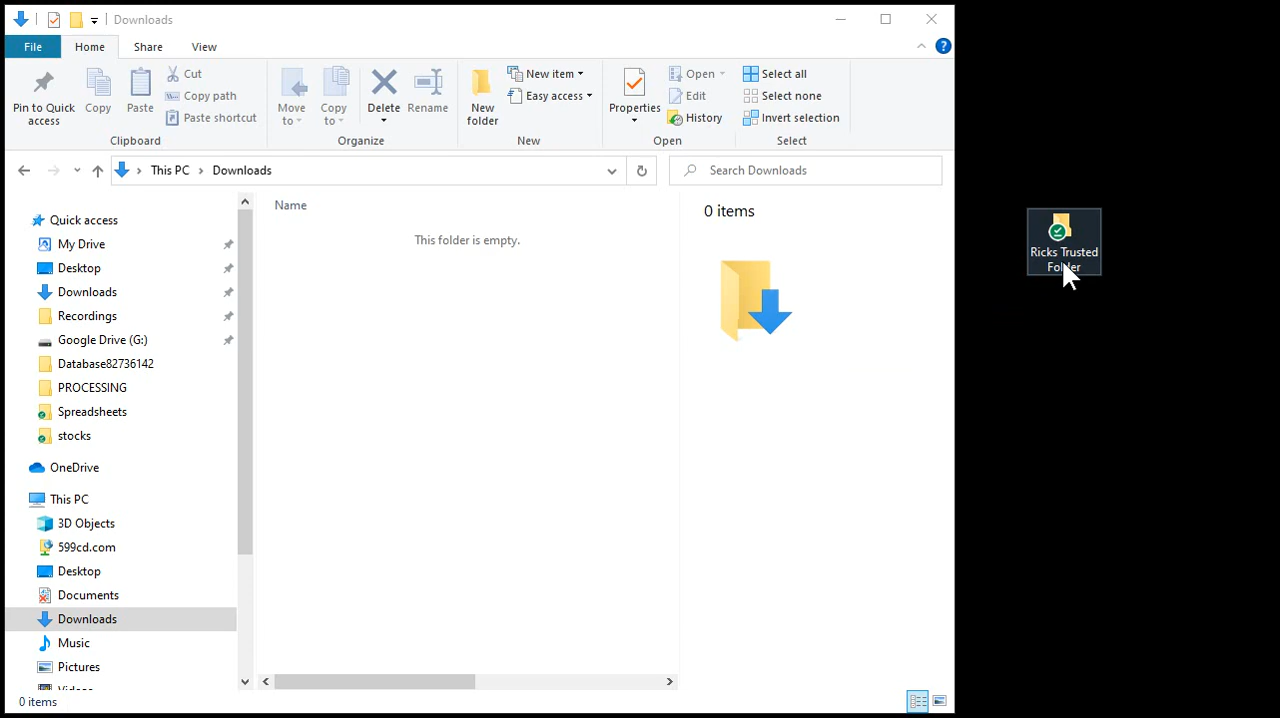 Downloads
File Home Share View
Pin to Quick access
Copy
Paste
Cut
Copy path
Paste shortcut
Clipboard
Move to
Copy to
Delete
Rename
Organize
New folder
New item
Easy access
New
Properties
Open
Edit
History
Open
Select all
Select none
Invert selection
Select
This PC > Downloads
Search Downloads
Quick access
My Drive
Desktop
Downloads
Recordings
Google Drive (G:)
Database82736142
PROCESSING
Spreadsheets
stocks
OneDrive
This PC
3D Objects
599cd.com
Desktop
Documents
Downloads
Music
Pictures
Name
This folder is empty.
0 items
0 items
Ricks Trusted
Folder